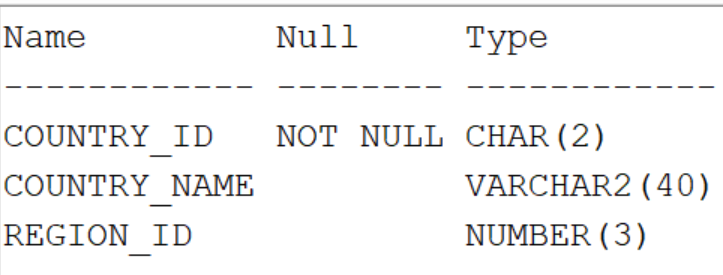 Name Null Type
------------ -------- ------------
COUNTRY_ID NOT NULL CHAR(2)
COUNTRY_NAME VARCHAR2(40)
REGION_ID NUMBER(3)